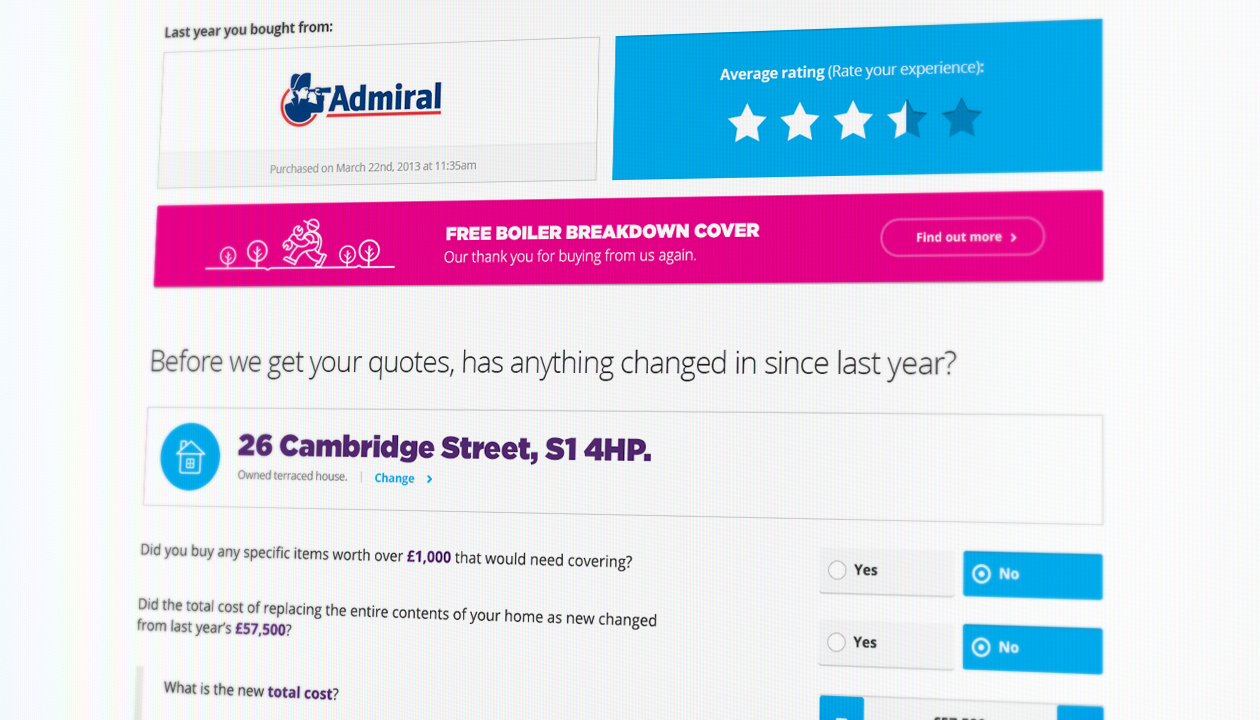 Last year you bought from:
Admiral
Purchased on March 22nd, 2013 at 11:35am
Average rating (Rate your experience):
FREE BOILER BREAKDOWN COVER
Our thank you for buying from us again.
Find out more
Before we get your quotes, has anything changed in since last year?
26 Cambridge Street, S1 4HP.
Owned terraced house.
Change
Did you buy any specific items worth over £1,000 that would need covering?
Yes
No
Did the total cost of replacing the entire contents of your home as new changed
from last year's £57,500?
Yes
No
What is the new total cost?